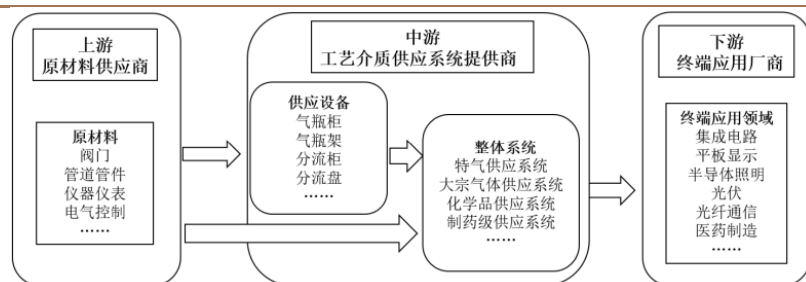 上游
原材料供应商
原材料
阀门
管道管件
仪器仪表
电气控制
……
中游
工艺介质供应系统提供商
供应设备
气瓶柜
气瓶架
分流柜
分流盘
……
整体系统
特气供应系统
大宗气体供应系统
化学品供应系统
制药级供应系统
……
下游
终端应用厂商
终端应用领域
集成电路
平板显示
半导体照明
光伏
光纤通信
医药制造
……